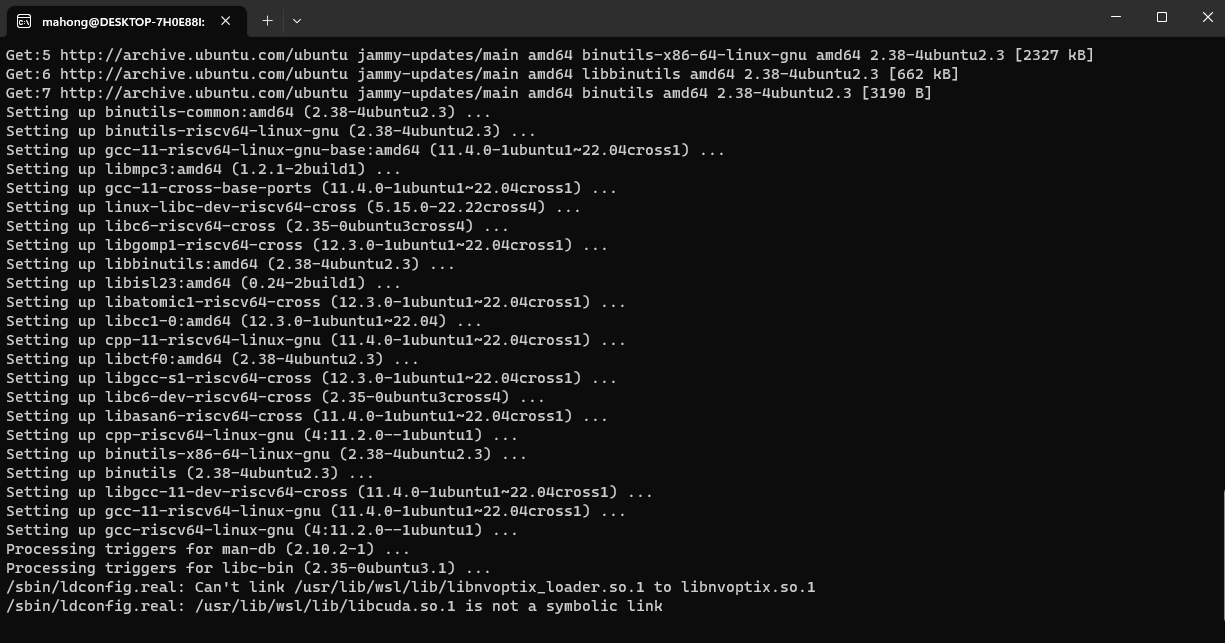 mahong@DESKTOP-7H0E88I:
Get:5 http://archive.ubuntu.com/ubuntu jammy-updates/main amd64 binutils-x86-64-linux-gnu amd64 2.38-4ubuntu2.3 [2327 kB]
Get:6 http://archive.ubuntu.com/ubuntu jammy-updates/main amd64 libbinutils amd64 2.38-4ubuntu2.3 [662 kB]
Get:7 http://archive.ubuntu.com/ubuntu jammy-updates/main amd64 binutils amd64 2.38-4ubuntu2.3 [3190 B]
Setting up binutils-common:amd64 (2.38-4ubuntu2.3) ...
Setting up binutils-riscv64-linux-gnu (2.38-4ubuntu2.3) ...
Setting up gcc-11-riscv64-linux-gnu-base:amd64 (11.4.0-1ubuntu1~22.04cross1) ...
Setting up libmpc3:amd64 (1.2.1-2build1) ...
Setting up gcc-11-cross-base-ports (11.4.0-1ubuntu1~22.04cross1) ...
Setting up linux-libc-dev-riscv64-cross (5.15.0-22.22cross4) ...
Setting up libc6-riscv64-cross (2.35-0ubuntu3cross4) ...
Setting up libgomp1-riscv64-cross (12.3.0-1ubuntu1~22.04cross1) ...
Setting up libbinutils:amd64 (2.38-4ubuntu2.3) ...
Setting up libisl23:amd64 (0.24-2build1) ...
Setting up libatomic1-riscv64-cross (12.3.0-1ubuntu1~22.04cross1) ...
Setting up libcc1-0:amd64 (12.3.0-1ubuntu1~22.04) ...
Setting up cpp-11-riscv64-linux-gnu (11.4.0-1ubuntu1~22.04cross1) ...
Setting up libctf0:amd64 (2.38-4ubuntu2.3) ...
Setting up libgcc-s1-riscv64-cross (12.3.0-1ubuntu1~22.04cross1) ...
Setting up libc6-dev-riscv64-cross (2.35-0ubuntu3cross4) ...
Setting up libasan6-riscv64-cross (11.4.0-1ubuntu1~22.04cross1) ...
Setting up cpp-riscv64-linux-gnu (4:11.2.0--1ubuntu1) ...
Setting up binutils-x86-64-linux-gnu (2.38-4ubuntu2.3) ...
Setting up binutils (2.38-4ubuntu2.3) ...
Setting up libgcc-11-dev-riscv64-cross (11.4.0-1ubuntu1~22.04cross1) ...
Setting up gcc-11-riscv64-linux-gnu (11.4.0-1ubuntu1~22.04cross1) ...
Setting up gcc-riscv64-linux-gnu (4:11.2.0--1ubuntu1) ...
Processing triggers for man-db (2.10.2-1) ...
Processing triggers for libc-bin (2.35-0ubuntu3.1) ...
/sbin/ldconfig.real: Can't link /usr/lib/wsl/lib/libnvoptix_loader.so.1 to libnvoptix.so.1
/sbin/ldconfig.real: /usr/lib/wsl/lib/libcuda.so.1 is not a symbolic link